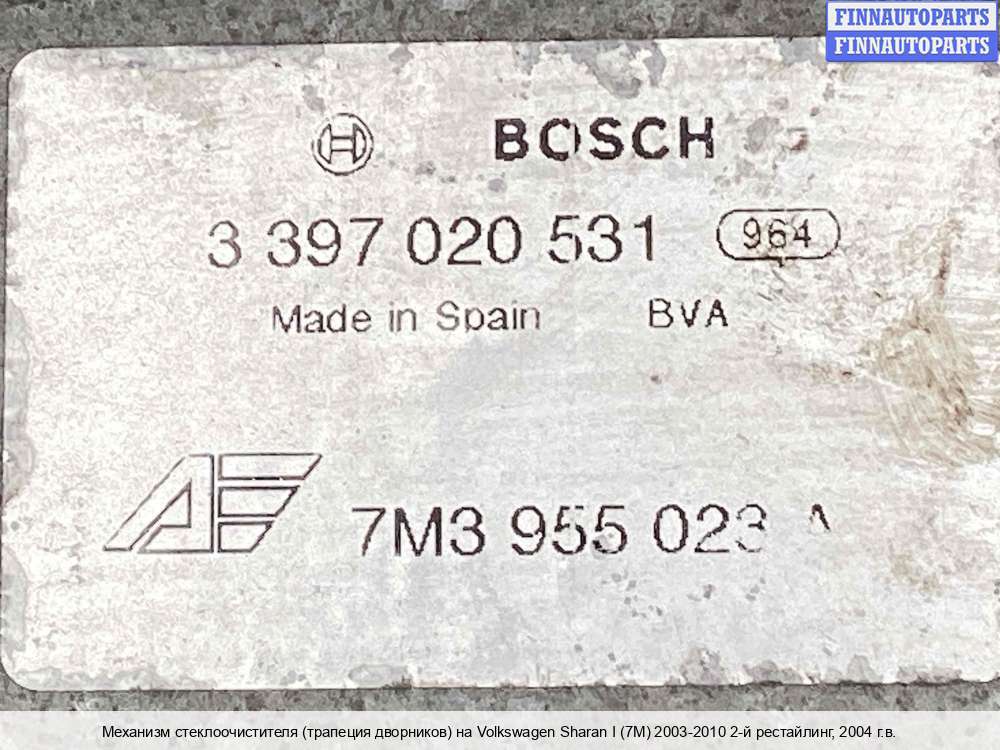 FINNAUTOPARTS
FINNAUTOPARTS
BOSCH
3 397 020 531 964
Made in Spain BVA
AE 7M3 955 023 A
Механизм стеклоочистителя (трапеция дворников) на Volkswagen Sharan I (7M) 2003-2010 2-й рестайлинг, 2004 г.в.